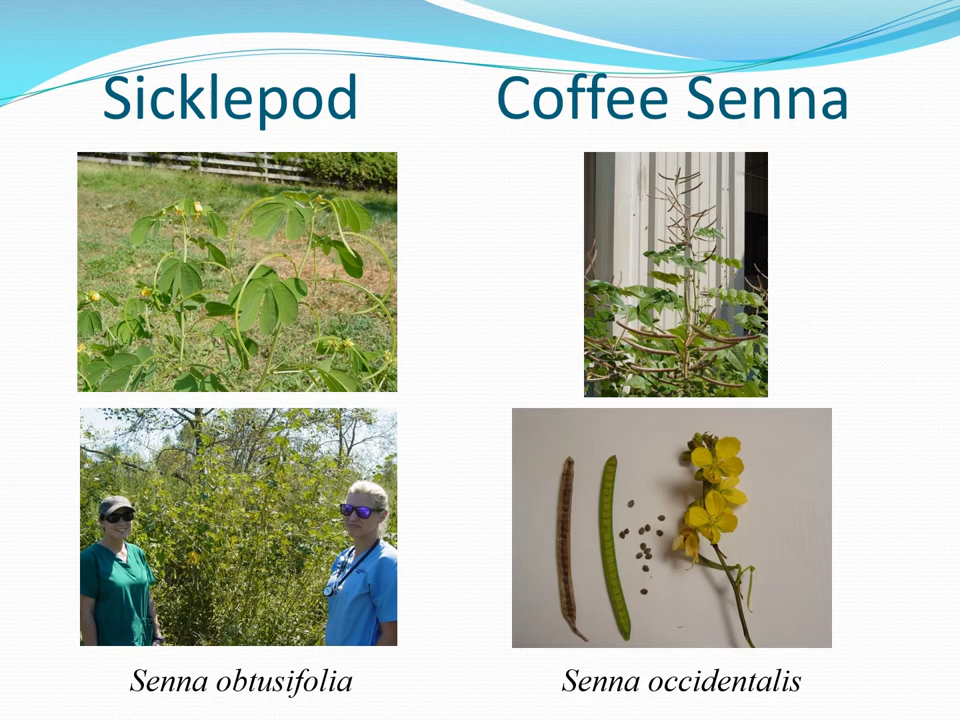 Sicklepod
Coffee Senna
Senna obtusifolia
Senna occidentalis